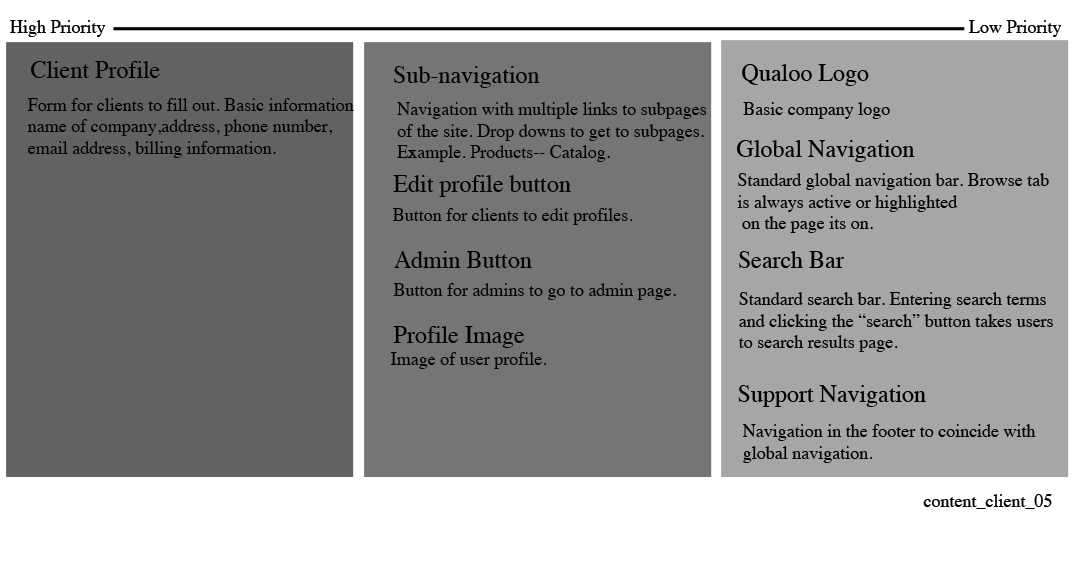 High Priority
Low Priority
Client Profile
Form for clients to fill out. Basic information
name of company,address, phone number,
email address, billing information.
Sub-navigation
Navigation with multiple links to subpages
of the site. Drop downs to get to subpages.
Example. Products-- Catalog.
Edit profile button
Button for clients to edit profiles.
Admin Button
Button for admins to go to admin page.
Profile Image
Image of user profile.
Qualoo Logo
Basic company logo
Global Navigation
Standard global navigation bar. Browse tab
is always active or highlighted
on the page its on.
Search Bar
Standard search bar. Entering search terms
and clicking the “search” button takes users
to search results page.
Support Navigation
Navigation in the footer to coincide with
global navigation.
content_client_05